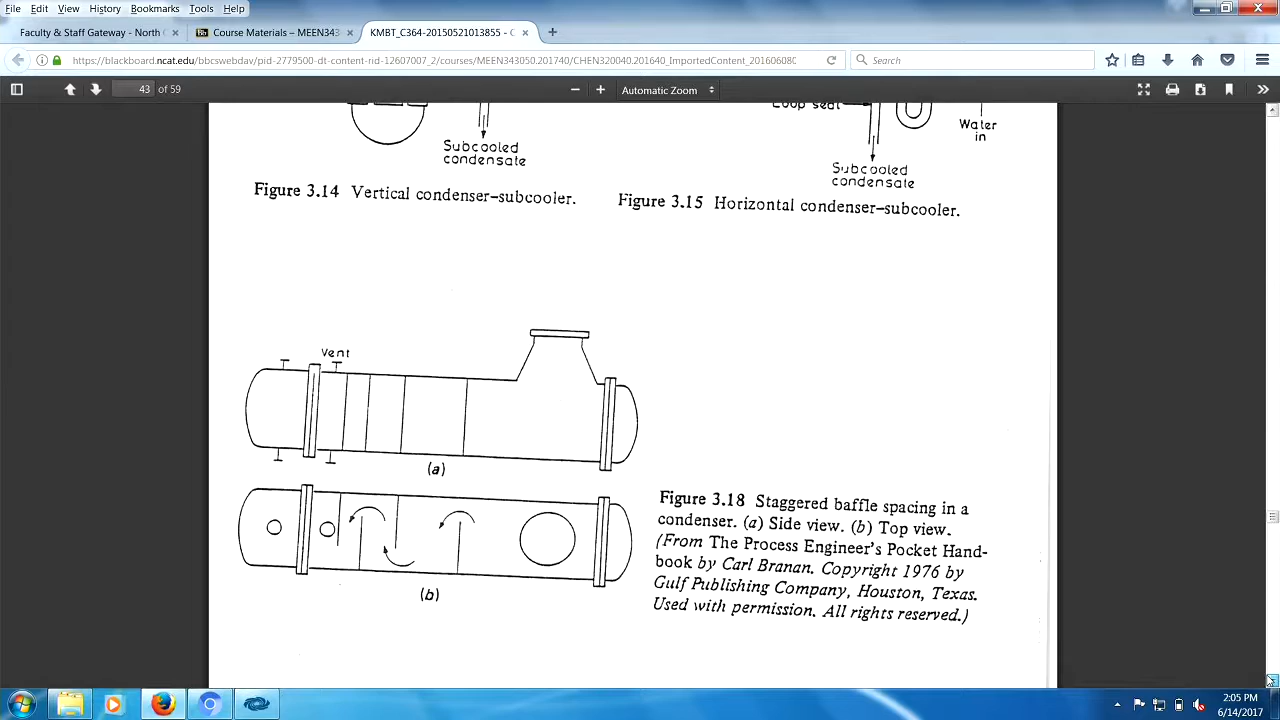 File Edit View History Bookmarks Tools Help
Faculty & Staff Gateway - North C × Course Materials – MEEN343 × KMBT_C364-20150521013855 - C ×
https://blackboard.ncat.edu/bbcswebdav/pid-2779500-dt-content-rid-12607007_2/courses/MEEN343050.201740/CHEN320040.201640_ImportedContent_201606080 Search
43 of 59 Automatic Zoom
Loop seal
Water
in
Subcooled
condensate
Subcooled
condensate
Figure 3.14 Vertical condenser–subcooler.
Figure 3.15 Horizontal condenser–subcooler.
Vent
(a)
(b)
Figure 3.18 Staggered baffle spacing in a
condenser. (a) Side view. (b) Top view.
(From The Process Engineer's Pocket Hand-
book by Carl Branan. Copyright 1976 by
Gulf Publishing Company, Houston, Texas.
Used with permission. All rights reserved.)
2:05 PM
6/14/2017